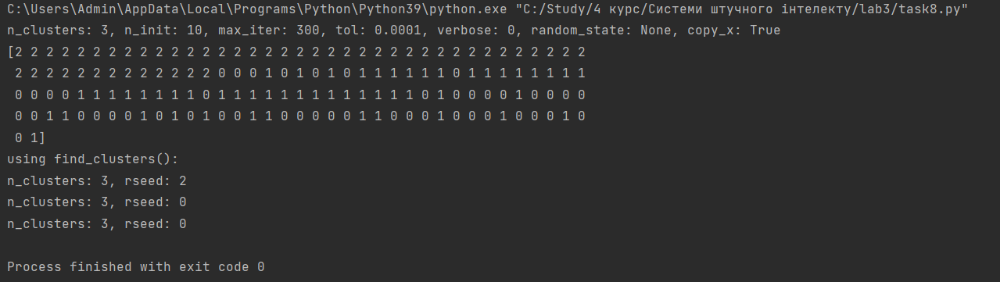 C:\Users\Admin\AppData\Local\Programs\Python\Python39\python.exe "C:/Study/4 курс/Системи штучного інтелекту/lab3/task8.py"
n_clusters: 3, n_init: 10, max_iter: 300, tol: 0.0001, verbose: 0, random_state: None, copy_x: True
[2 2 2 2 2 2 2 2 2 2 2 2 2 2 2 2 2 2 2 2 2 2 2 2 2 2 2 2 2 2 2 2 2 2 2 2 2
2 2 2 2 2 2 2 2 2 2 2 2 2 0 0 0 1 0 1 0 1 0 1 1 1 1 1 1 0 1 1 1 1 1 1 1 1
0 0 0 0 1 1 1 1 1 1 1 1 0 1 1 1 1 1 1 1 1 1 1 1 1 1 0 1 0 0 0 0 1 0 0 0 0
0 0 1 1 0 0 0 0 1 0 1 0 1 0 0 1 1 0 0 0 0 0 1 1 0 0 0 1 0 0 0 1 0 0 0 1 0
0 1]
using find_clusters():
n_clusters: 3, rseed: 2
n_clusters: 3, rseed: 0
n_clusters: 3, rseed: 0
Process finished with exit code 0